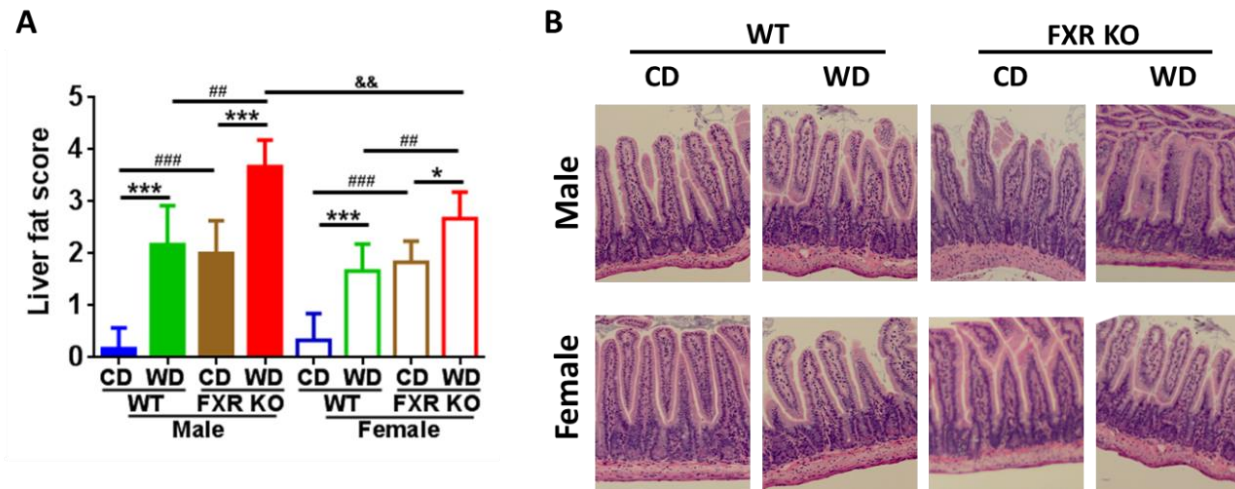 A
Liver fat score
5
4
3
2
1
0
##
&&
***
###
***
##
###
***
*
CD WD CD WD CD WD CD WD
WT FXR KO WT FXR KO
Male Female
B
WT FXR KO
CD WD CD WD
Male
Female